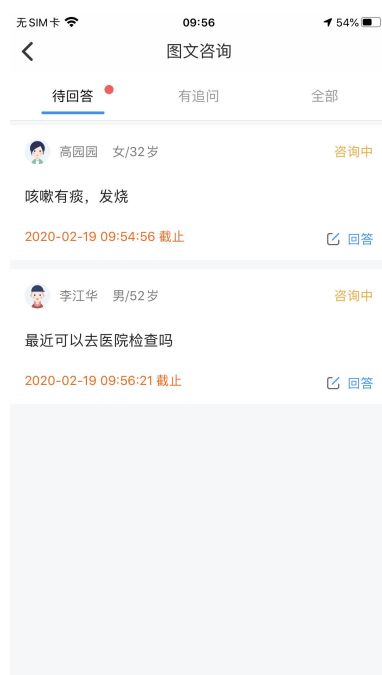 无SIM卡 09:56 54%
图文咨询
待回答 有追问 全部
高园园 女/32岁 咨询中
咳嗽有痰，发烧
2020-02-19 09:54:56 截止 回答
李江华 男/52岁 咨询中
最近可以去医院检查吗
2020-02-19 09:56:21 截止 回答